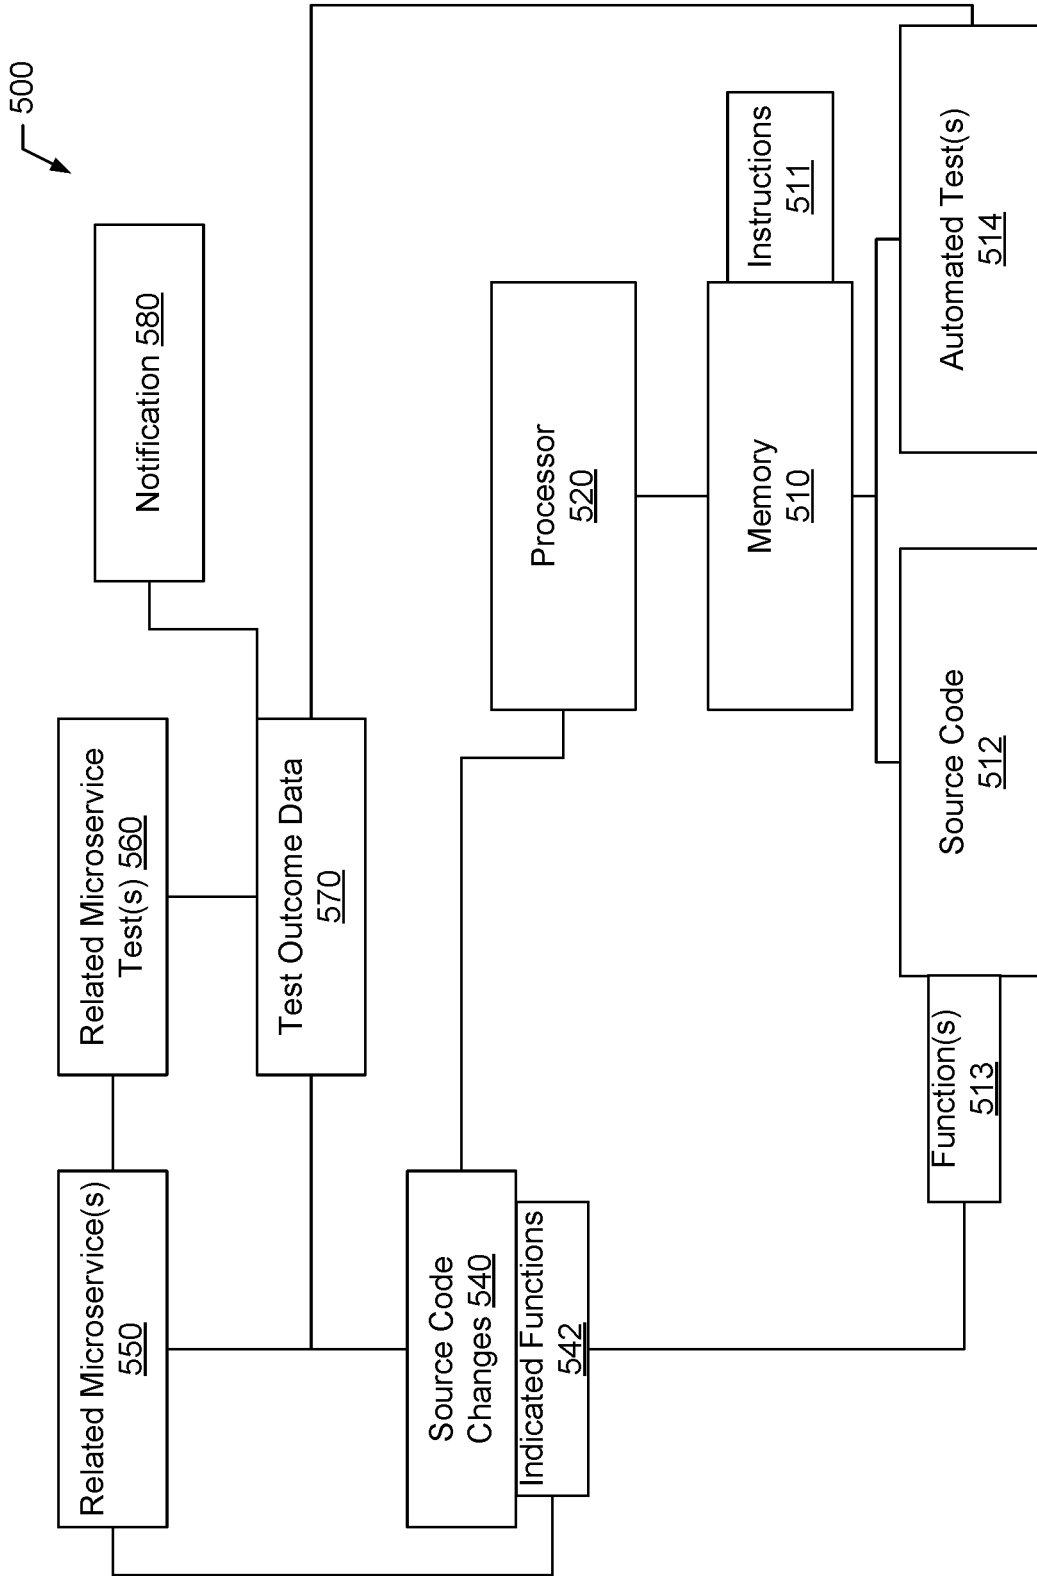 500
Related Microservice(s)
550
Related Microservice
Test(s) 560
Notification 580
Test Outcome Data
570
Source Code
Changes 540
Indicated Functions
542
Processor
520
Memory
510
Instructions
511
Function(s)
513
Source Code
512
Automated Test(s)
514